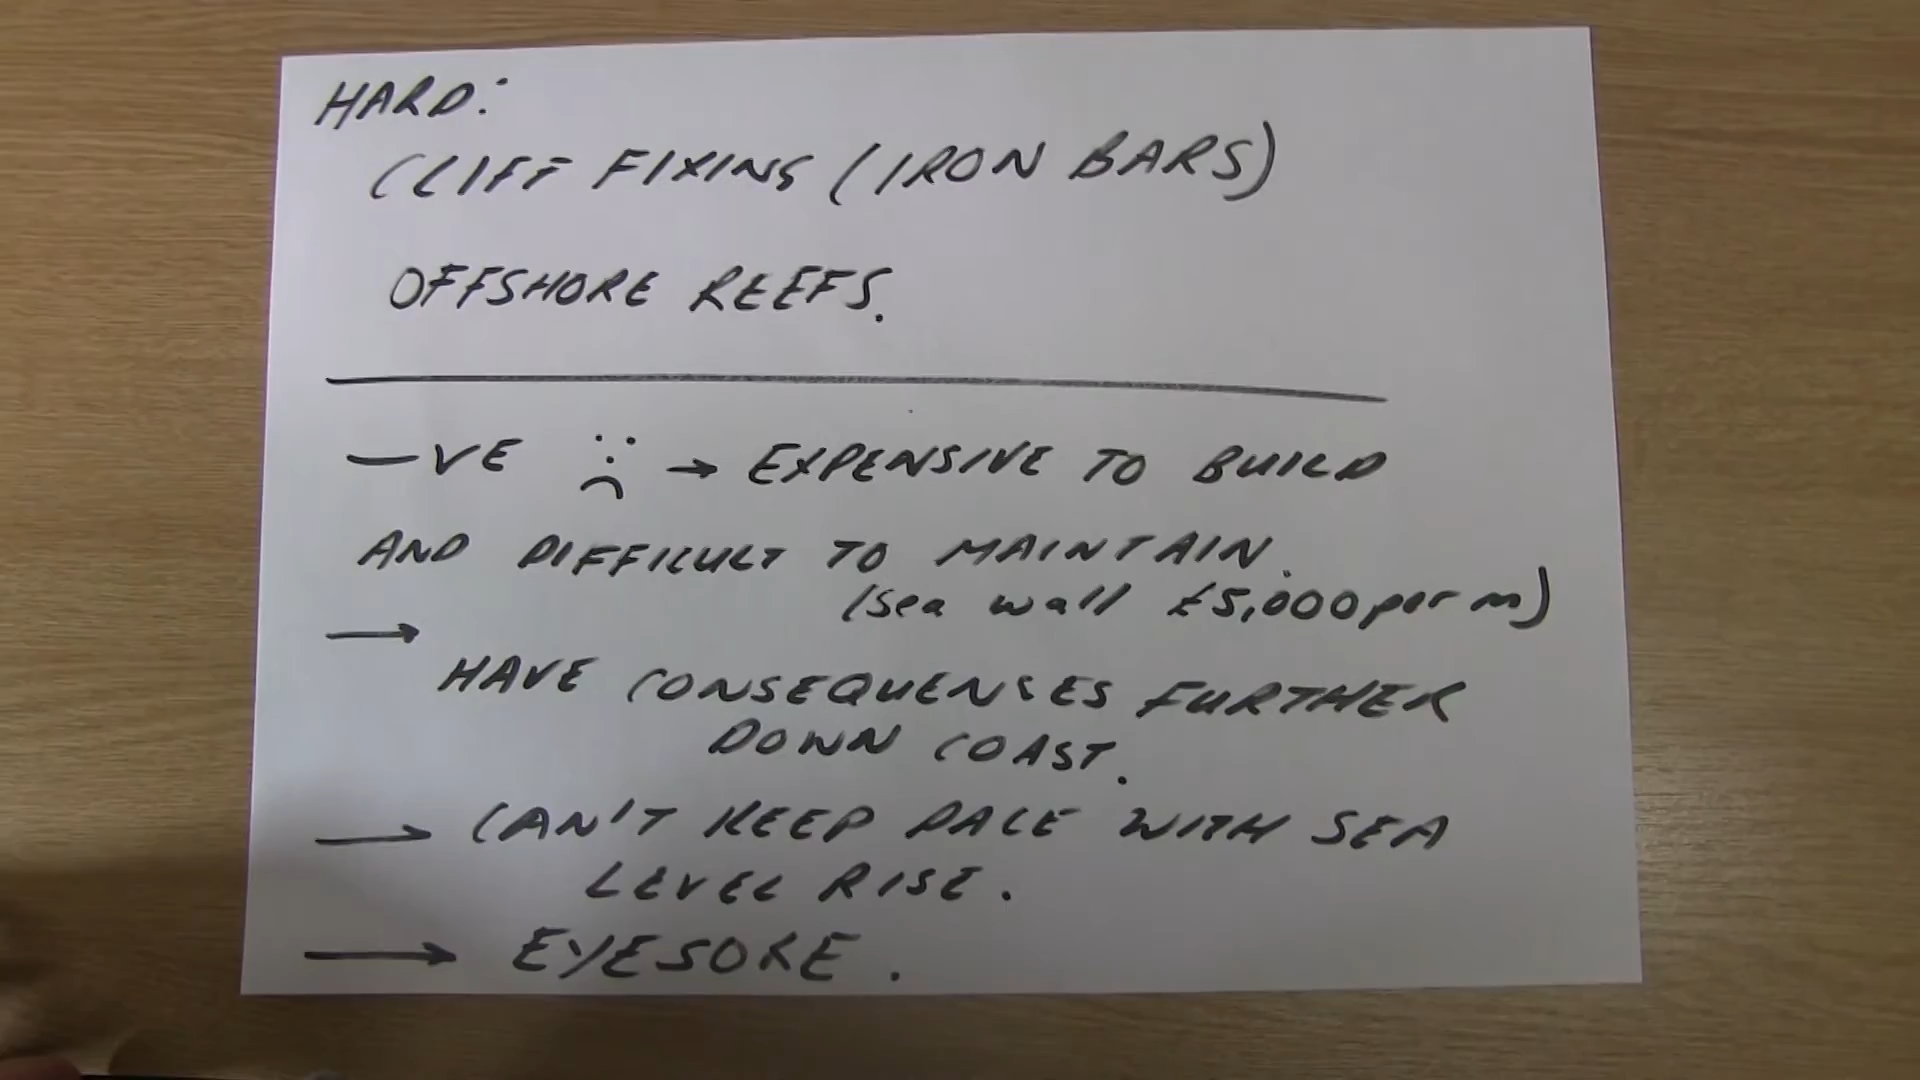 HARD:
CLIFF FIXING (IRON BARS)
OFFSHORE REEFS.
—VE → EXPENSIVE TO BUILD
AND DIFFICULT TO MAINTAIN.
(sea wall £5,000 per m)
→
HAVE CONSEQUENCES FURTHER
DOWN COAST.
→ CAN'T KEEP PACE WITH SEA
LEVEL RISE.
→ EYESORE.